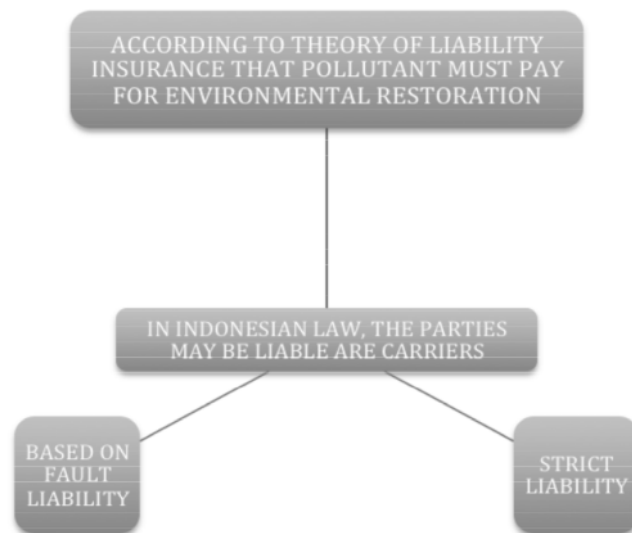 ACCORDING TO THEORY OF LIABILITY
INSURANCE THAT POLLUTANT MUST PAY
FOR ENVIRONMENTAL RESTORATION
IN INDONESIAN LAW, THE PARTIES
MAY BE LIABLE ARE CARRIERS
BASED ON
FAULT
LIABILITY
STRICT
LIABILITY